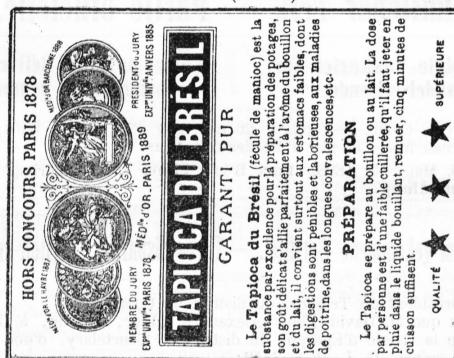 HORS CONCOURS PARIS 1878
MÉD. D'OR LE HAVRE 1887
MÉD. D'OR BARCELONE 1888
MEMBRE DU JURY
EXP.on UNIV.le PARIS 1878
MÉD.le d'OR. PARIS 1889
PRÉSIDENT DU JURY
EXP.on UNIV.le ANVERS 1885
TAPIOCA DU BRÉSIL
GARANTI PUR
Le Tapioca du Brésil (fécule de manioc) est la
substance par excellence pour la préparation des potages,
son goût délicat s'allie parfaitement à l'arôme du bouillon
et du lait, il convient surtout aux estomacs faibles, dont
les digestions sont pénibles et laborieuses, aux maladies
de poitrine, dans les longues convalescences, etc.
PRÉPARATION
Le Tapioca se prépare au bouillon ou au lait. La dose
par personne est d'une faible cuillerée, qu'il faut jeter en
pluie dans le liquide bouillant, remuer, cinq minutes de
cuisson suffisent.
QUALITÉ ★ ★ ★ SUPÉRIEURE